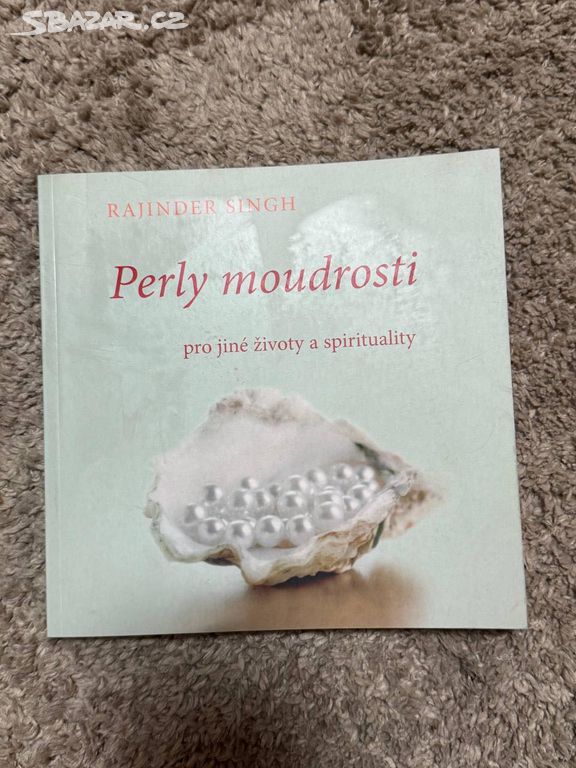 SBAZAR.CZ
RAJINDER SINGH
Perly moudrosti
pro jiné životy a spirituality